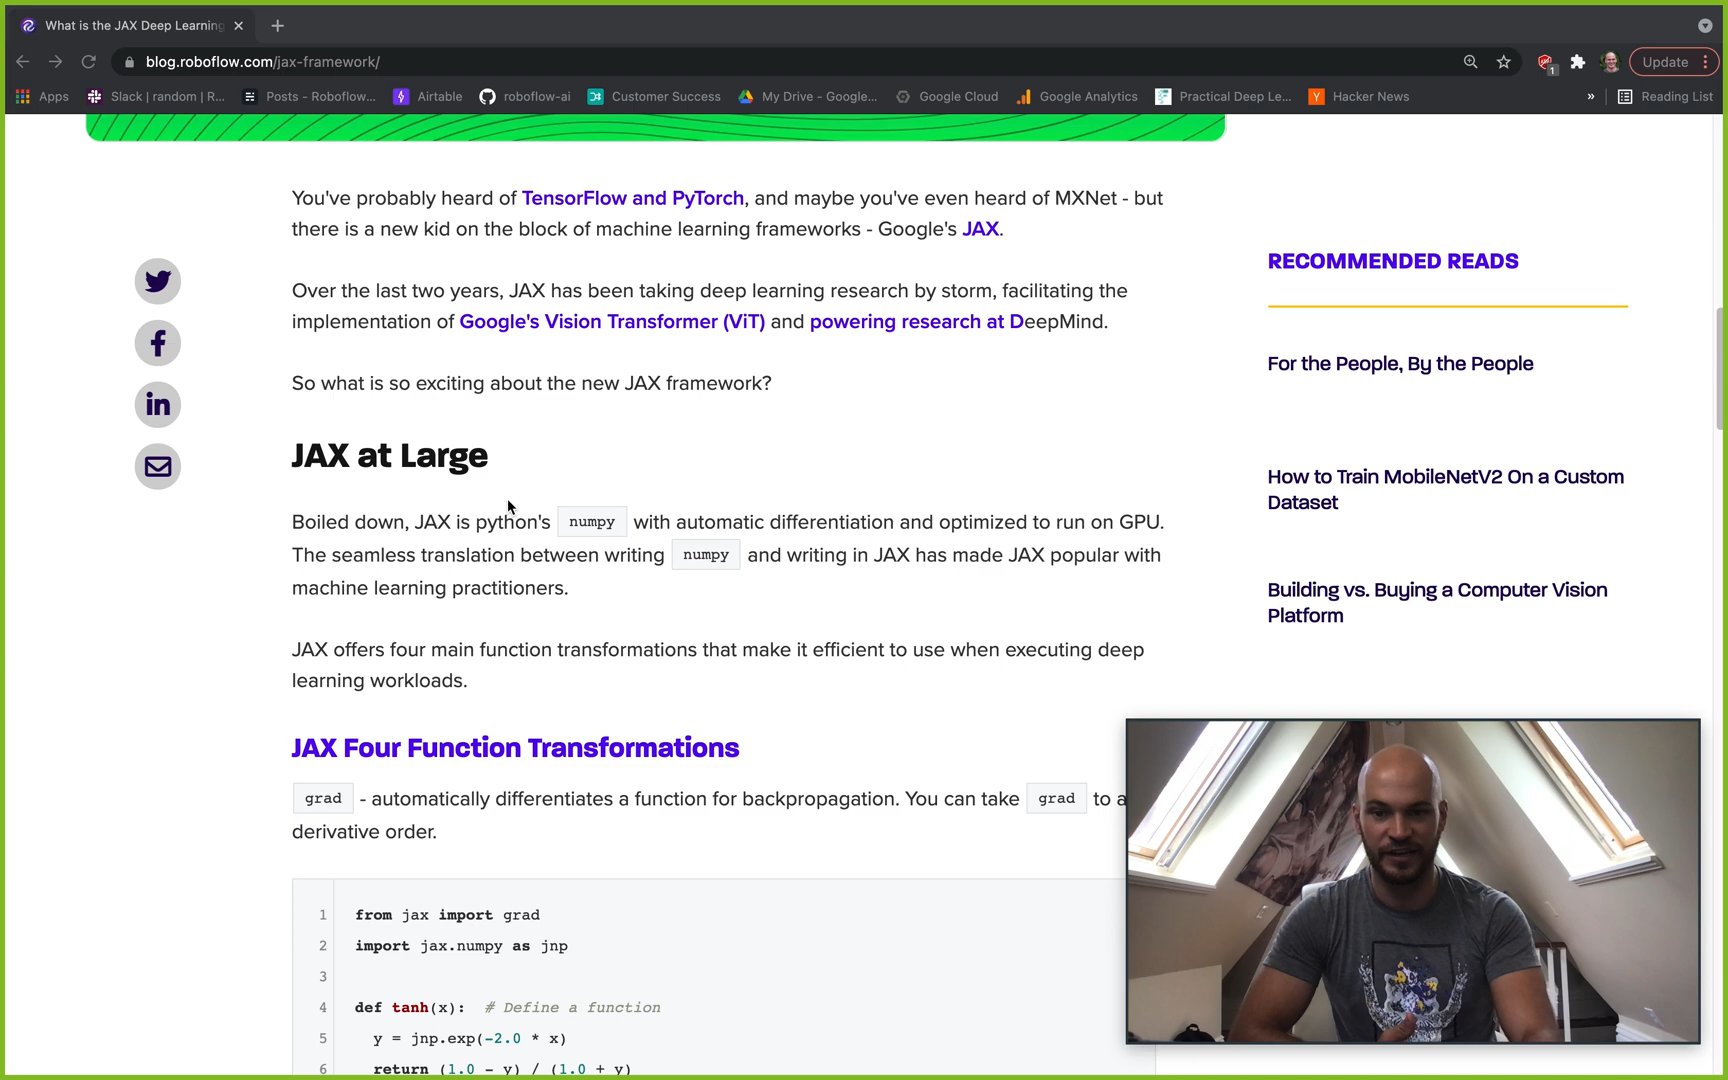 What is the JAX Deep Learning
blog.roboflow.com/jax-framework/
Update
Apps
Slack | random | R...
Posts - Roboflow...
Airtable
roboflow-ai
Customer Success
My Drive - Google...
Google Cloud
Google Analytics
Practical Deep Le...
Hacker News
»
Reading List
You've probably heard of TensorFlow and PyTorch, and maybe you've even heard of MXNet - but
there is a new kid on the block of machine learning frameworks - Google's JAX.
Over the last two years, JAX has been taking deep learning research by storm, facilitating the
implementation of Google's Vision Transformer (ViT) and powering research at DeepMind.
So what is so exciting about the new JAX framework?
JAX at Large
Boiled down, JAX is python's numpy with automatic differentiation and optimized to run on GPU.
The seamless translation between writing numpy and writing in JAX has made JAX popular with
machine learning practitioners.
JAX offers four main function transformations that make it efficient to use when executing deep
learning workloads.
JAX Four Function Transformations
grad - automatically differentiates a function for backpropagation. You can take grad to a
derivative order.
1 from jax import grad
2 import jax.numpy as jnp
3
4 def tanh(x):  # Define a function
5   y = jnp.exp(-2.0 * x)
6   return (1.0 - y) / (1.0 + y)
RECOMMENDED READS
For the People, By the People
How to Train MobileNetV2 On a Custom
Dataset
Building vs. Buying a Computer Vision
Platform